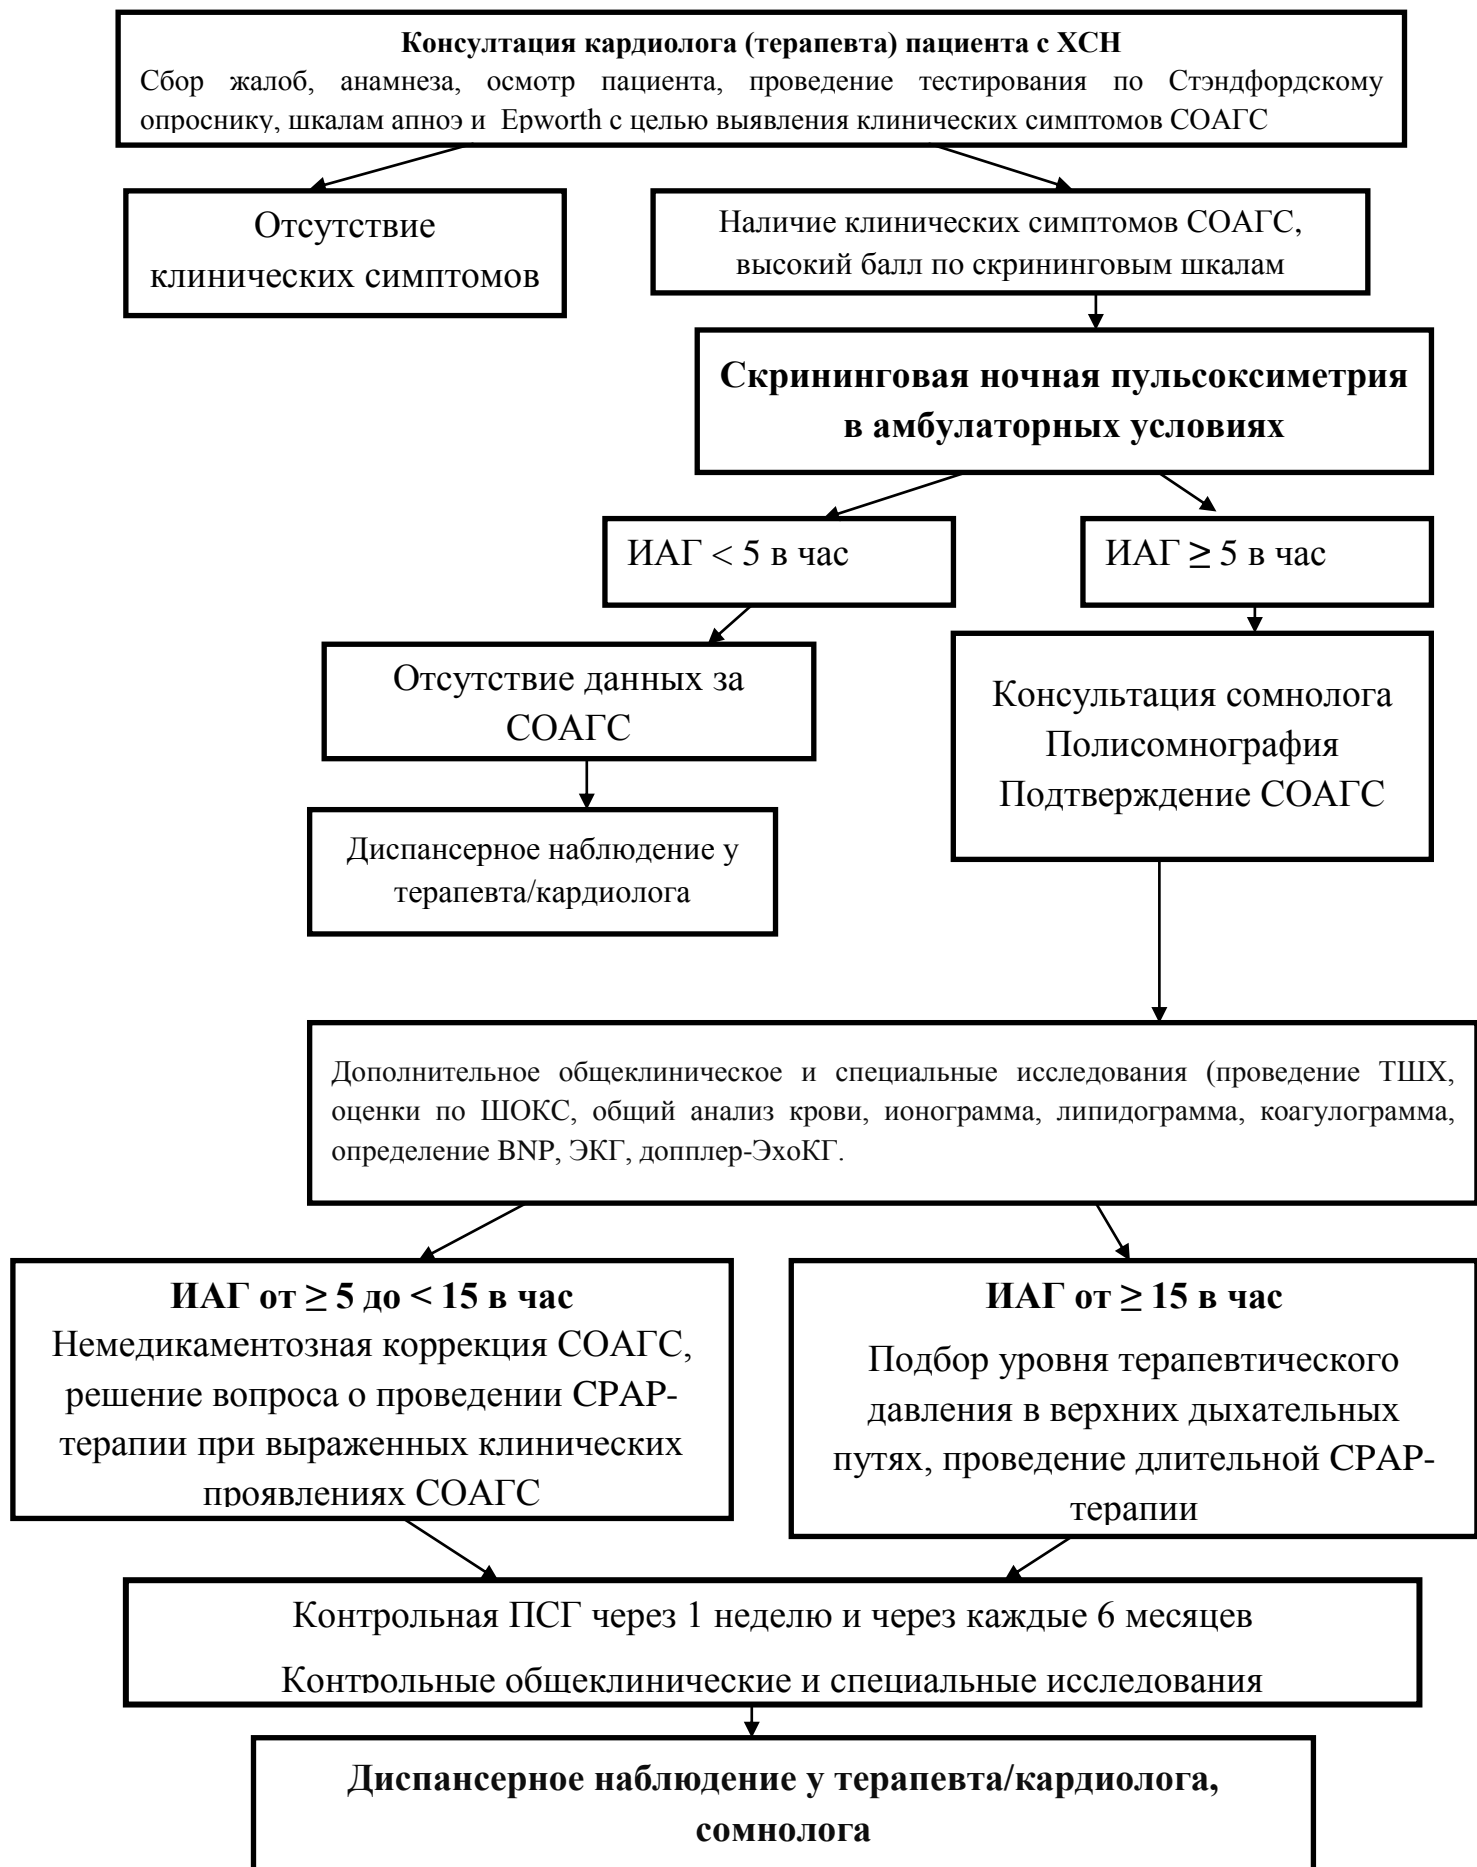 Консултация кардиолога (терапевта) пациента с ХСН
Сбор жалоб, анамнеза, осмотр пациента, проведение тестирования по Стэндфордскому
опроснику, шкалам апноэ и Epworth с целью выявления клинических симптомов СОАГС
Отсутствие
клинических симптомов
Наличие клинических симптомов СОАГС,
высокий балл по скрининговым шкалам
Скрининговая ночная пульсоксиметрия
в амбулаторных условиях
ИАГ < 5 в час
ИАГ ≥ 5 в час
Отсутствие данных за
СОАГС
Консультация сомнолога
Полисомнография
Подтверждение СОАГС
Диспансерное наблюдение у
терапевта/кардиолога
Дополнительное общеклиническое и специальные исследования (проведение ТШХ,
оценки по ШОКС, общий анализ крови, ионограмма, липидограмма, коагулограмма,
определение BNP, ЭКГ, допплер-ЭхоКГ.
ИАГ от ≥ 5 до < 15 в час
Немедикаментозная коррекция СОАГС,
решение вопроса о проведении СРАР-
терапии при выраженных клинических
проявлениях СОАГС
ИАГ от ≥ 15 в час
Подбор уровня терапевтического
давления в верхних дыхательных
путях, проведение длительной СРАР-
терапии
Контрольная ПСГ через 1 неделю и через каждые 6 месяцев
Контрольные общеклинические и специальные исследования
Диспансерное наблюдение у терапевта/кардиолога,
сомнолога